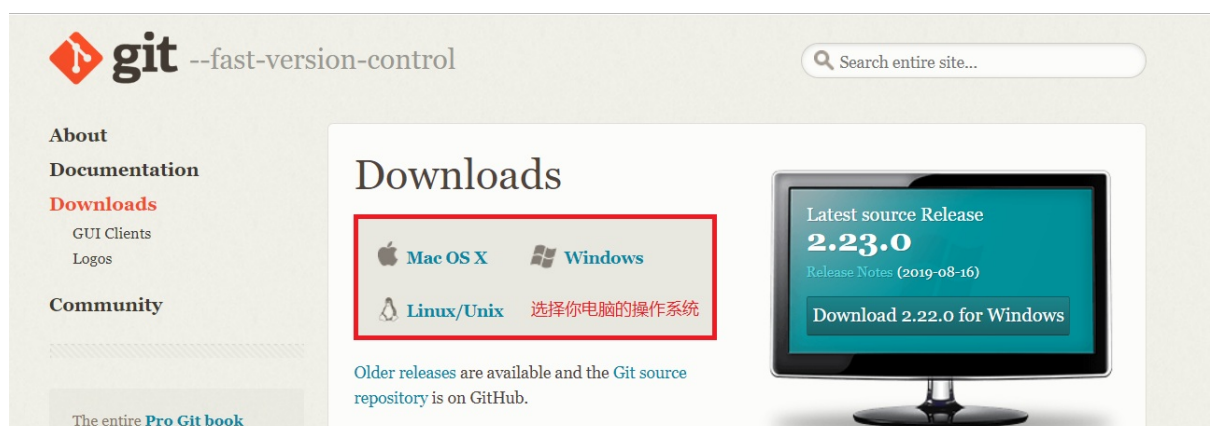 git --fast-version-control
Search entire site...
About
Documentation
Downloads
GUI Clients
Logos
Community
The entire Pro Git book
Downloads
Mac OS X
Windows
Linux/Unix
选择你电脑的操作系统
Older releases are available and the Git source
repository is on GitHub.
Latest source Release
2.23.0
Release Notes (2019-08-16)
Download 2.22.0 for Windows